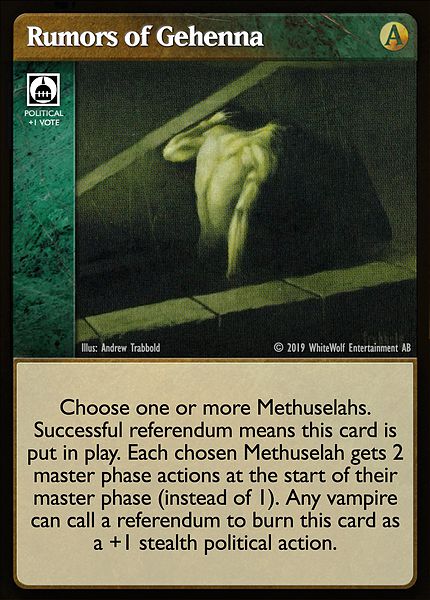 Rumors of Gehenna
A
POLITICAL
+1 VOTE
Illus: Andrew Trabbold
© 2019 WhiteWolf Entertainment AB
Choose one or more Methuselahs.
Successful referendum means this card is
put in play. Each chosen Methuselah gets 2
master phase actions at the start of their
master phase (instead of 1). Any vampire
can call a referendum to burn this card as
a +1 stealth political action.